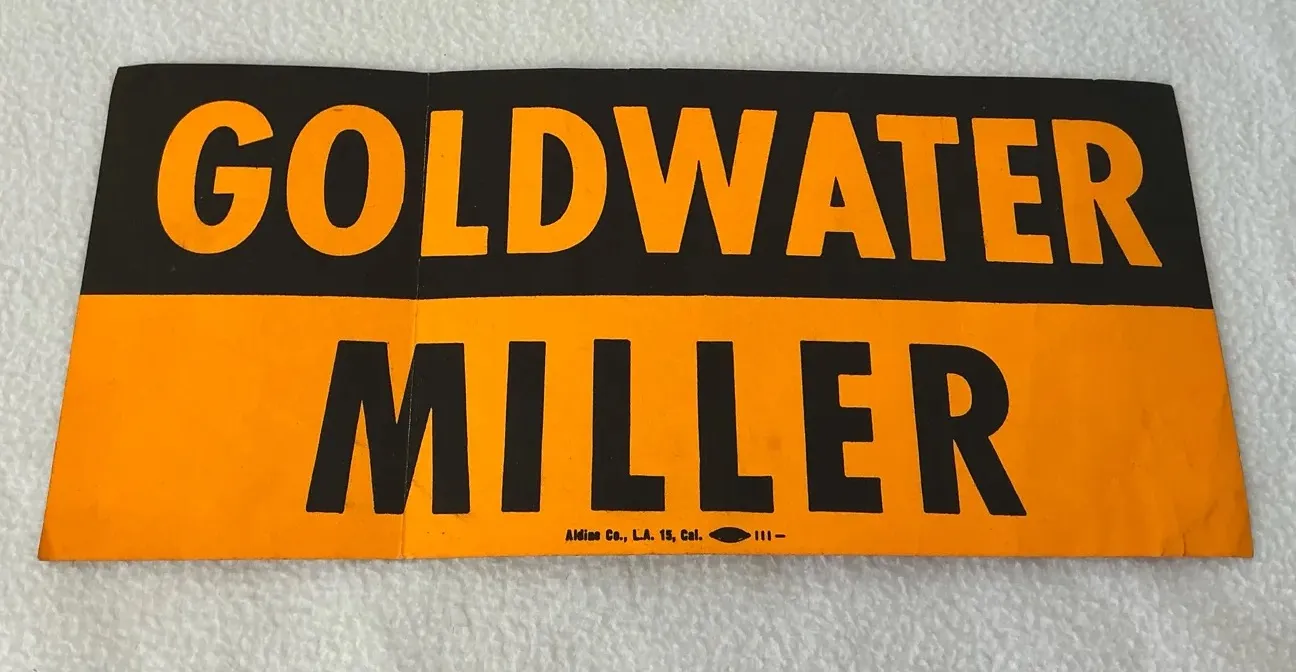 GOLDWATER
MILLER
Aldine Co., L.A. 15, Cal. 111–